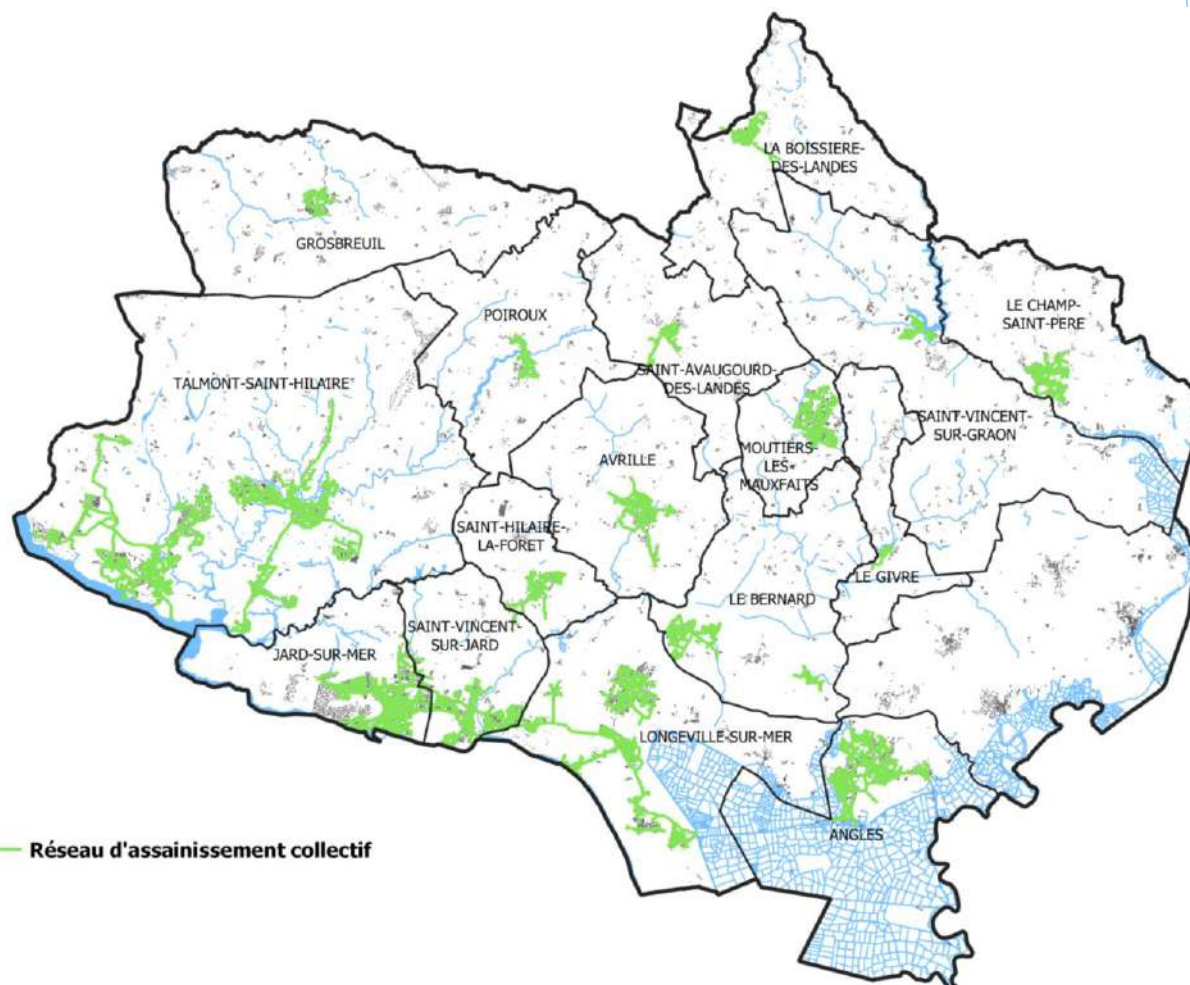 LA BOISSIERE-
DES-LANDES
GROSBREUIL
LE CHAMP-
SAINT-PERE
POIROUX
TALMONT-SAINT-HILAIRE
SAINT-AVAUGOURD-
DES-LANDES
SAINT-VINCENT-
SUR-GRAON
AVRILLE
MOUTIERS-
LES-
MAUXFAITS
SAINT-HILAIRE-
LA-FORET
LE GIVRE
LE BERNARD
SAINT-VINCENT-
SUR-JARD
JARD-SUR-MER
LONGEVILLE-SUR-MER
ANGLES
Réseau d'assainissement collectif